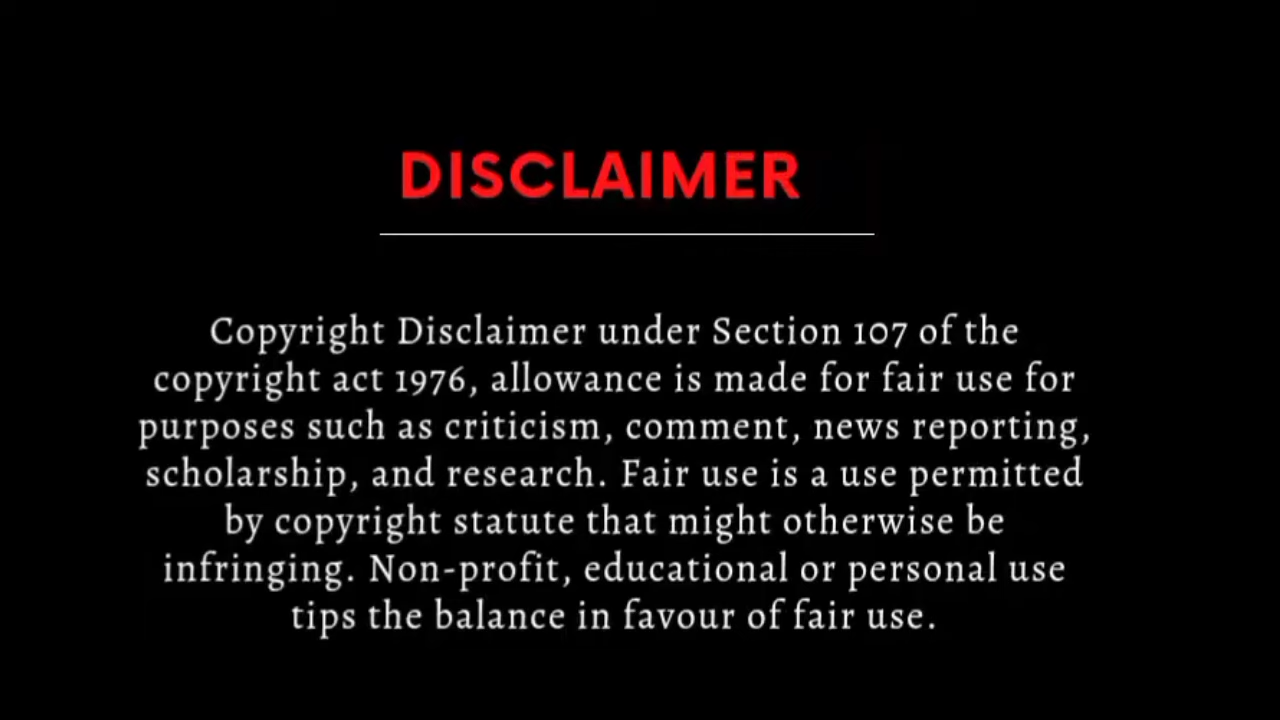 DISCLAIMER
Copyright Disclaimer under Section 107 of the
copyright act 1976, allowance is made for fair use for
purposes such as criticism, comment, news reporting,
scholarship, and research. Fair use is a use permitted
by copyright statute that might otherwise be
infringing. Non-profit, educational or personal use
tips the balance in favour of fair use.